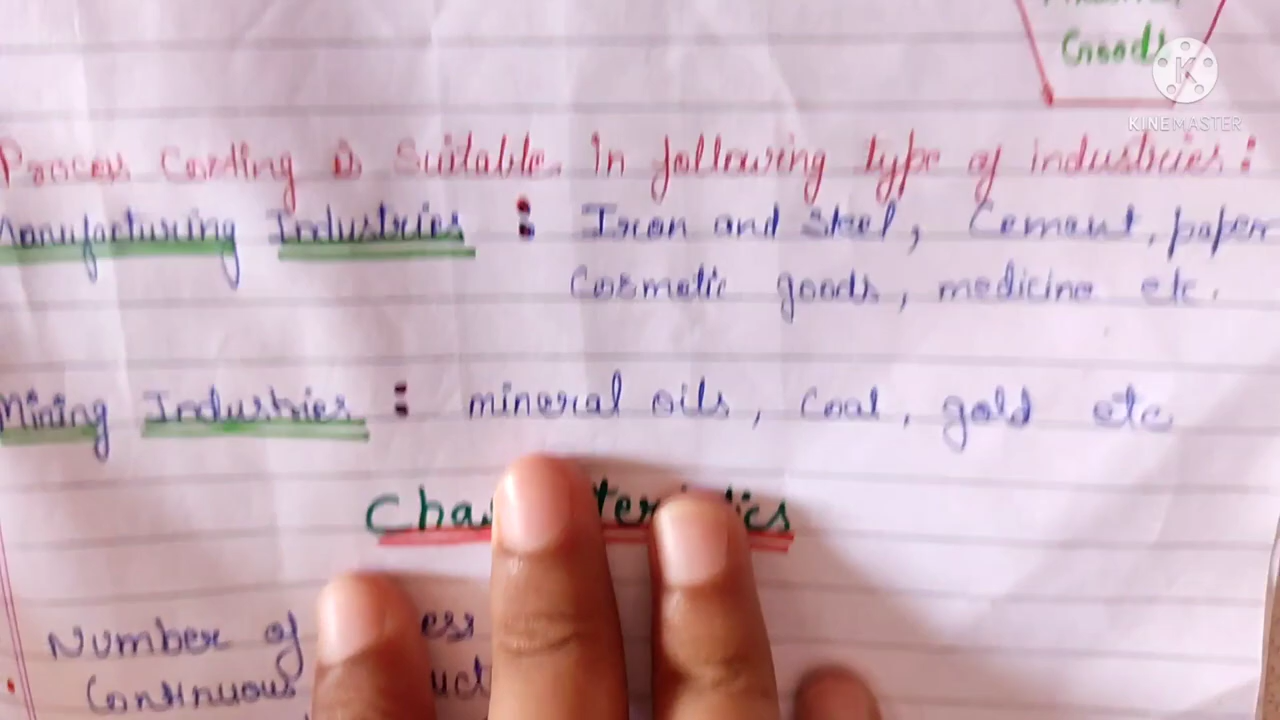 Goods
KINEMASTER
Process Costing is Suitable in following type of industries :
Manufacturing Industries : Iron and Steel, Cement, paper
Cosmetic goods, medicine etc.
Mining Industries : mineral oils, Coal, gold etc
Number of
Continuous